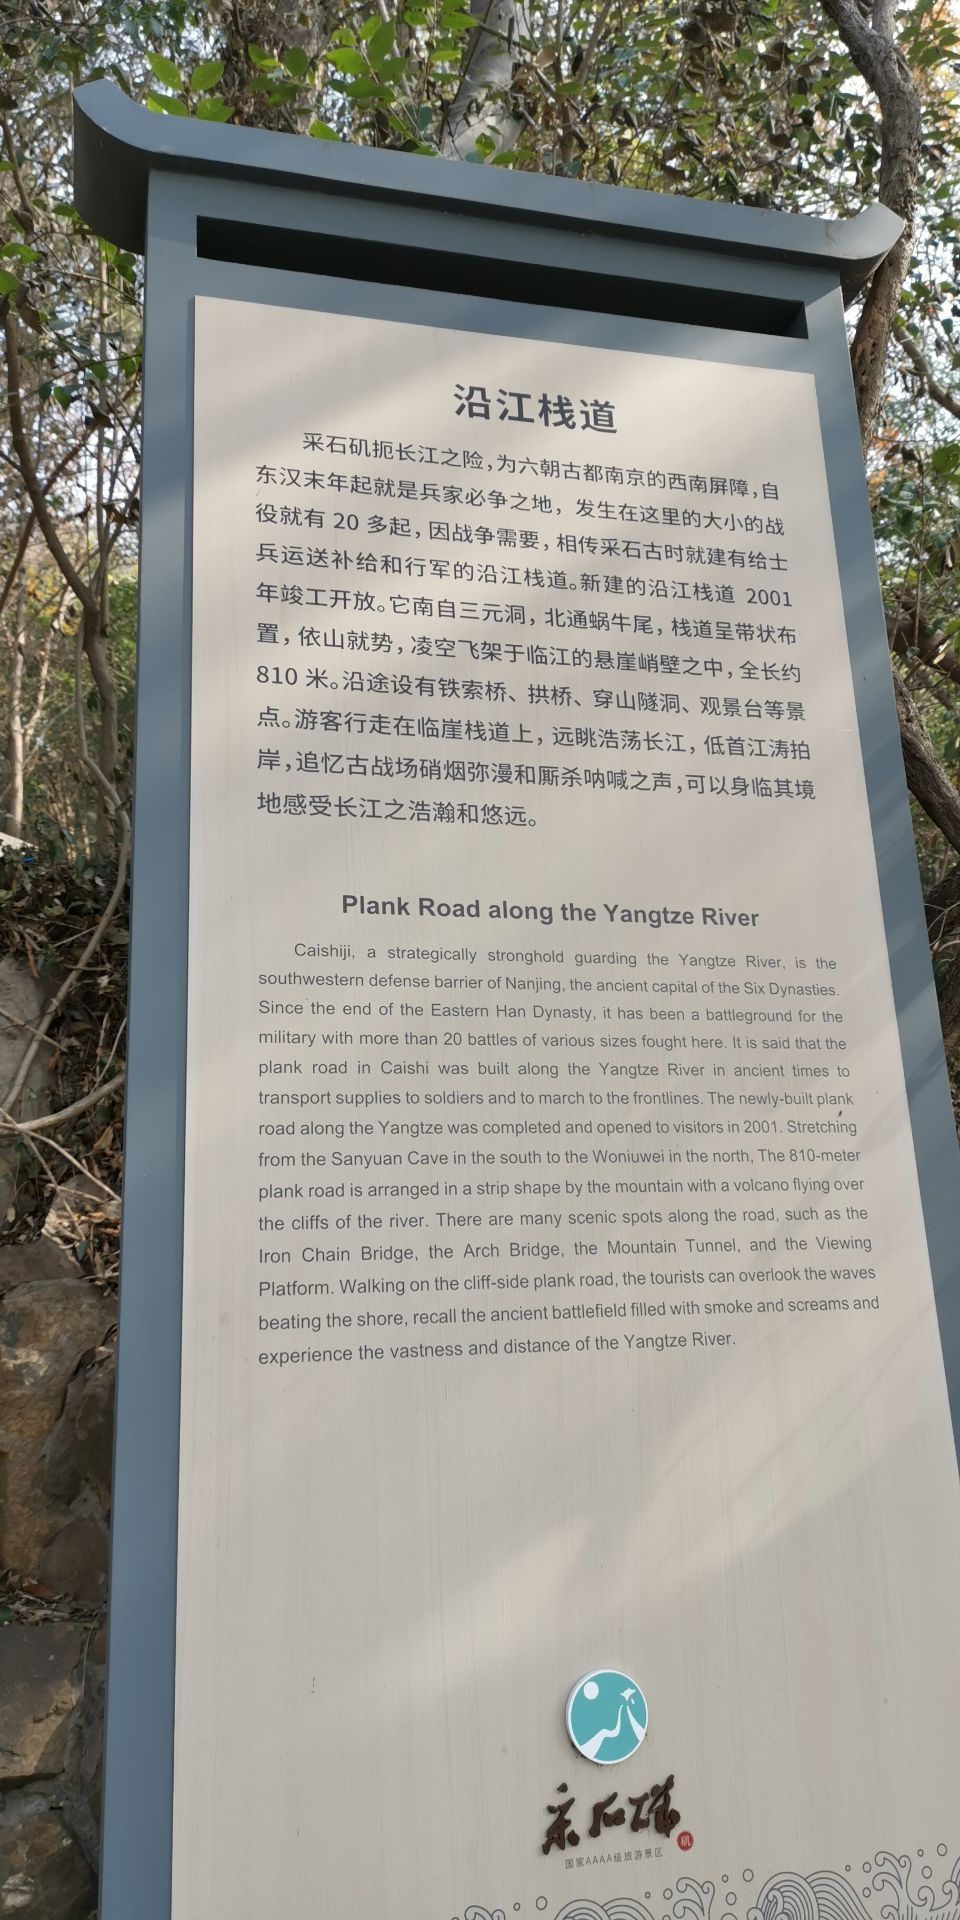 沿江栈道
采石矶扼长江之险，为六朝古都南京的西南屏障，自
东汉末年起就是兵家必争之地，发生在这里的大小的战
役就有 20 多起，因战争需要，相传采石古时就建有给士
兵运送补给和行军的沿江栈道。新建的沿江栈道 2001
年竣工开放。它南自三元洞，北通蜗牛尾，栈道呈带状布
置，依山就势，凌空飞架于临江的悬崖峭壁之中，全长约
810 米。沿途设有铁索桥、拱桥、穿山隧洞、观景台等景
点。游客行走在临崖栈道上，远眺浩荡长江，低首江涛拍
岸，追忆古战场硝烟弥漫和厮杀呐喊之声，可以身临其境
地感受长江之浩瀚和悠远。
Plank Road along the Yangtze River
Caishiji, a strategically stronghold guarding the Yangtze River, is the
southwestern defense barrier of Nanjing, the ancient capital of the Six Dynasties.
Since the end of the Eastern Han Dynasty, it has been a battleground for the
military with more than 20 battles of various sizes fought here. It is said that the
plank road in Caishi was built along the Yangtze River in ancient times to
transport supplies to soldiers and to march to the frontlines. The newly-built plank
road along the Yangtze was completed and opened to visitors in 2001. Stretching
from the Sanyuan Cave in the south to the Woniuwei in the north, The 810-meter
plank road is arranged in a strip shape by the mountain with a volcano flying over
the cliffs of the river. There are many scenic spots along the road, such as the
Iron Chain Bridge, the Arch Bridge, the Mountain Tunnel, and the Viewing
Platform. Walking on the cliff-side plank road, the tourists can overlook the waves
beating the shore, recall the ancient battlefield filled with smoke and screams and
experience the vastness and distance of the Yangtze River.
采石矶
矶
国家AAAA级旅游景区